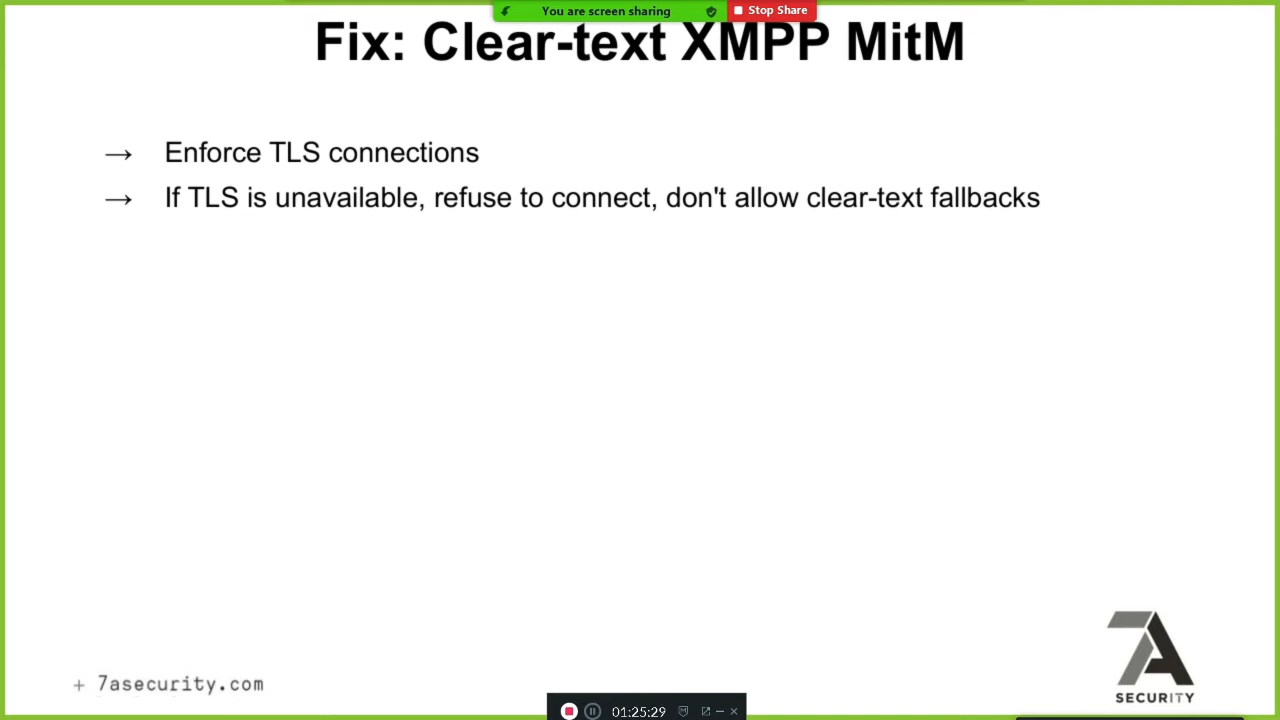 You are screen sharing
Stop Share
Fix: Clear-text XMPP MitM
→ Enforce TLS connections
→ If TLS is unavailable, refuse to connect, don't allow clear-text fallbacks
+ 7asecurity.com
7A
SECURITY
01:25:29